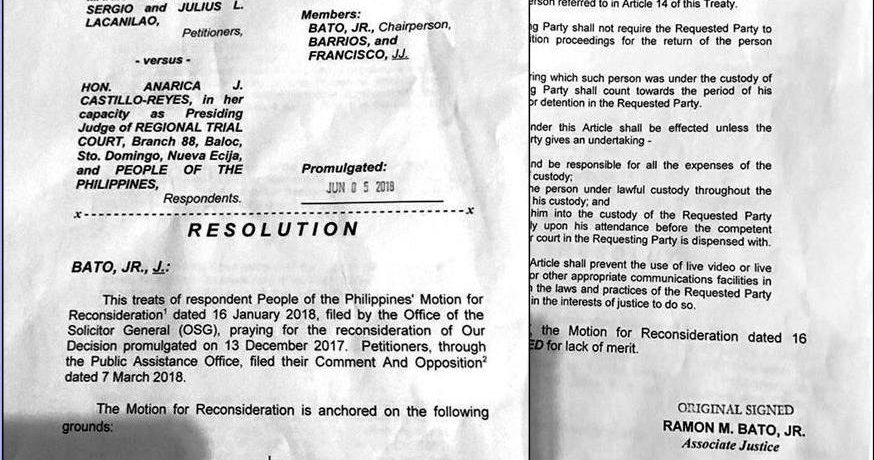 SERGIO and JULIUS L.
LACANILAO,
Petitioners,
- versus -
HON. ANARICA J.
CASTILLO-REYES, in her
capacity as Presiding
Judge of REGIONAL TRIAL
COURT, Branch 88, Baloc,
Sto. Domingo, Nueva Ecija,
and PEOPLE OF THE
PHILIPPINES,
Respondents.
Members:
BATO, JR., Chairperson,
BARRIOS, and
FRANCISCO, JJ.
Promulgated:
JUN 05 2018
x-----------------------------------------------------------x
RESOLUTION
BATO, JR., J.:
This treats of respondent People of the Philippines' Motion for
Reconsideration¹ dated 16 January 2018, filed by the Office of the
Solicitor General (OSG), praying for the reconsideration of Our
Decision promulgated on 13 December 2017. Petitioners, through
the Public Assistance Office, filed their Comment And Opposition²
dated 7 March 2018.
The Motion for Reconsideration is anchored on the following
grounds:
erson referred to in Article 14 of this Treaty.
g Party shall not require the Requested Party to
ition proceedings for the return of the person
ring which such person was under the custody of
g Party shall count towards the period of his
or detention in the Requested Party.
nder this Article shall be effected unless the
rty gives an undertaking -
nd be responsible for all the expenses of the
custody;
he person under lawful custody throughout the
his custody; and
him into the custody of the Requested Party
ly upon his attendance before the competent
r court in the Requesting Party is dispensed with.
Article shall prevent the use of live video or live
or other appropriate communications facilities in
the laws and practices of the Requested Party
in the interests of justice to do so.
the Motion for Reconsideration dated 16
ED for lack of merit.
ORIGINAL SIGNED
RAMON M. BATO, JR.
Associate Justice